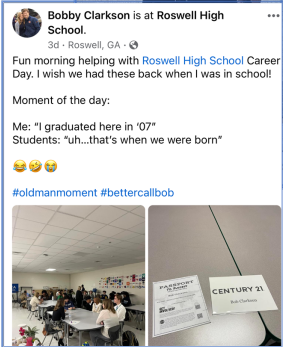 Bobby Clarkson is at Roswell High
School.
3d · Roswell, GA ·
Fun morning helping with Roswell High School Career
Day. I wish we had these back when I was in school!
Moment of the day:
Me: "I graduated here in '07"
Students: "uh...that's when we were born"
😂🤣😭
#oldmanmoment #bettercallbob
PASSPORT
CENTURY 21
Bob Clarkson